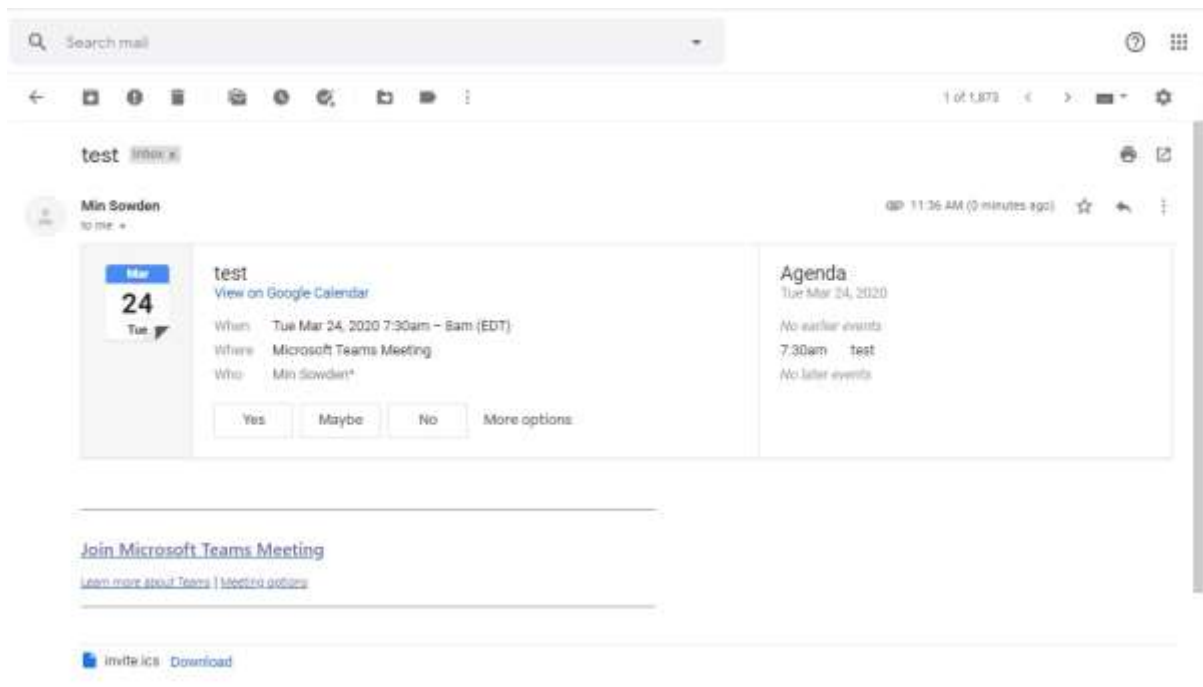 Search mail
1 of 1,873
test Inbox x
Min Sowden
to me
11:36 AM (0 minutes ago)
Mar
24
Tue
test
View on Google Calendar
When Tue Mar 24, 2020 7:30am – 8am (EDT)
Where Microsoft Teams Meeting
Who Min Sowden*
Yes Maybe No More options
Agenda
Tue Mar 24, 2020
No earlier events
7:30am test
No later events
Join Microsoft Teams Meeting
Learn more about Teams | Meeting options
invite.ics Download